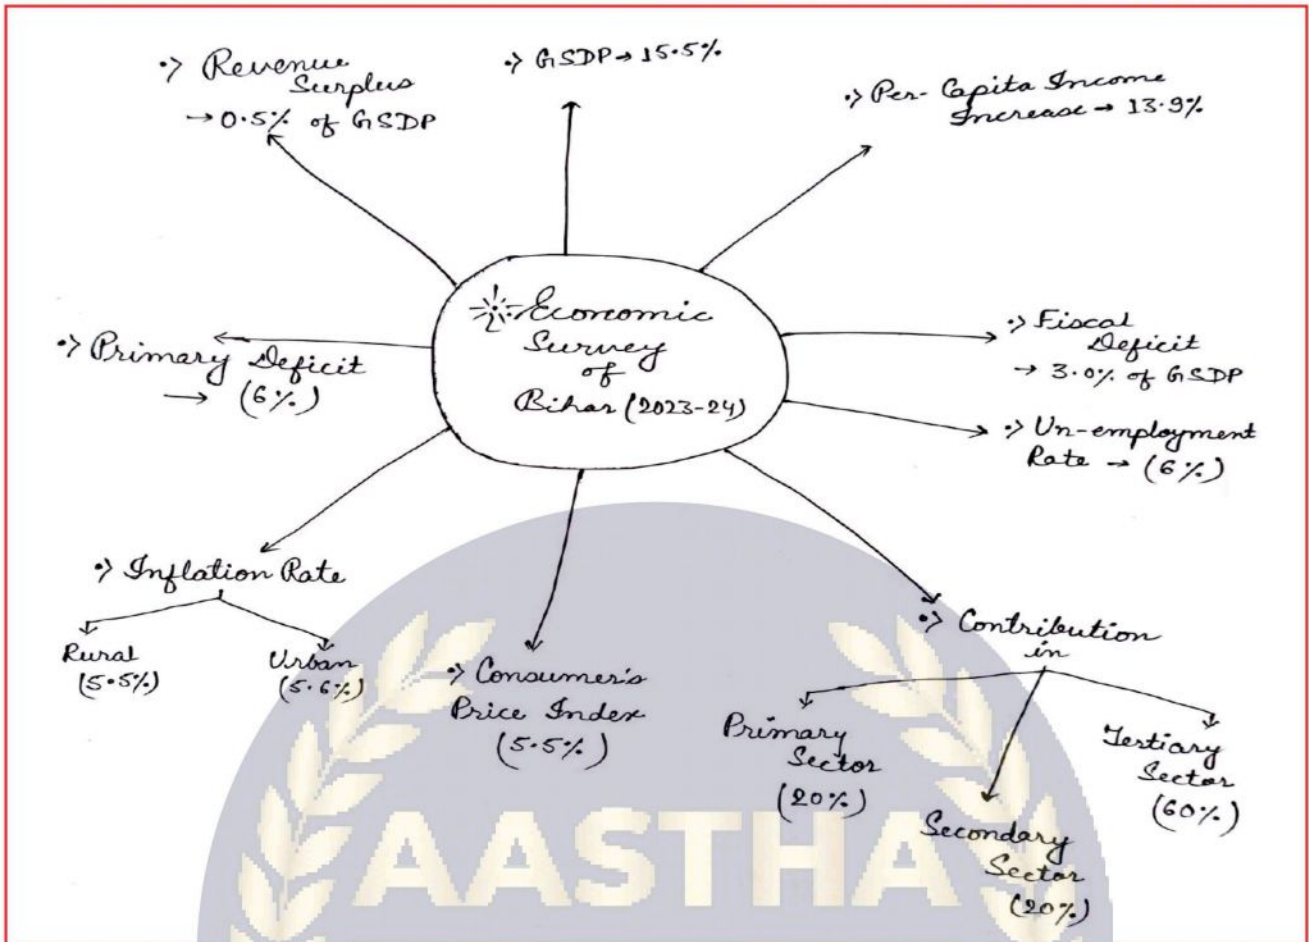 ·> Revenue
Surplus
→ 0.5% of GSDP
·> GSDP → 15.5%
·> Per-Capita Income
Increase → 13.9%
Economic
Survey
of
Bihar (2023-24)
·> Primary Deficit
→ (6%)
·> Fiscal
Deficit
→ 3.0% of GSDP
·> Un-employment
Rate → (6%)
·> Inflation Rate
Rural
(5.5%)
Urban
(5.6%)
·> Consumer's
Price Index
(5.5%)
·> Contribution
in
Primary
Sector
(20%)
Secondary
Sector
(20%)
Tertiary
Sector
(60%)
AASTHA